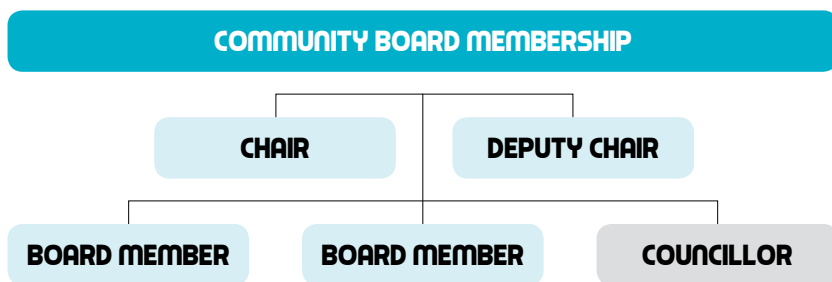 COMMUNITY BOARD MEMBERSHIP
CHAIR
DEPUTY CHAIR
BOARD MEMBER
BOARD MEMBER
COUNCILLOR